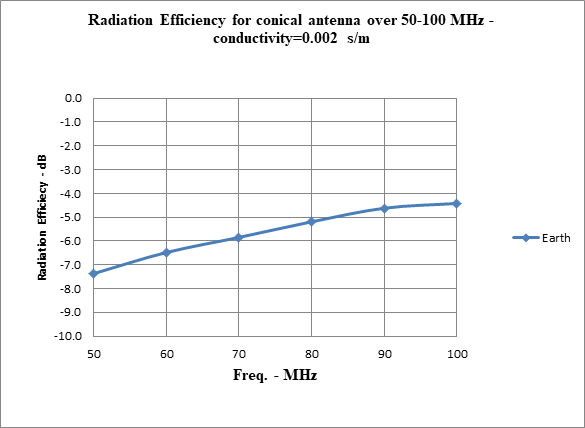 Radiation Efficiency for conical antenna over 50-100 MHz -
conductivity=0.002 s/m
0.0
-1.0
-2.0
-3.0
-4.0
-5.0
-6.0
-7.0
-8.0
-9.0
-10.0
Radiation Efficiecy - dB
50 60 70 80 90 100
Freq. - MHz
Earth